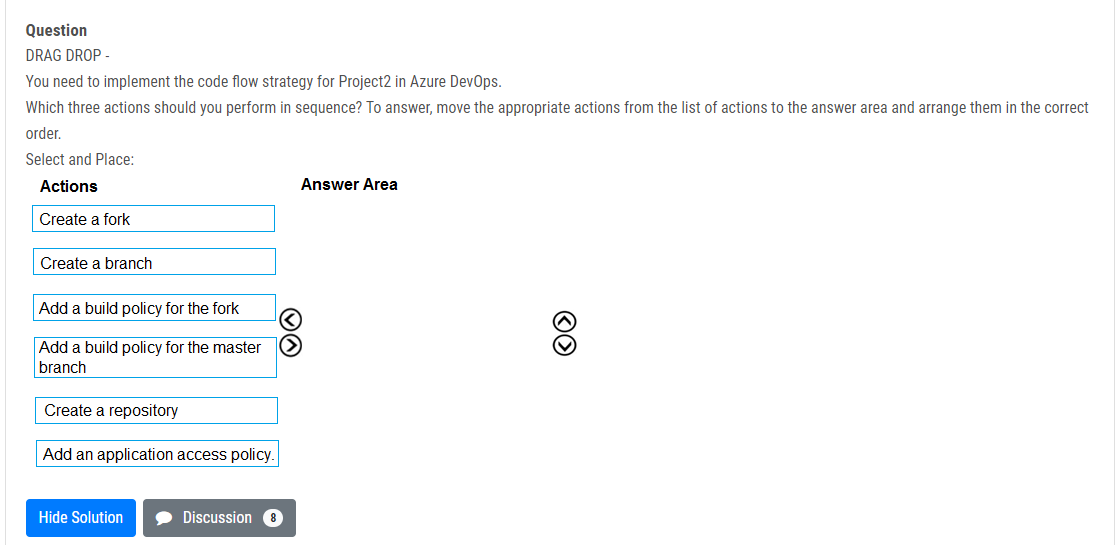 Question
DRAG DROP -
You need to implement the code flow strategy for Project2 in Azure DevOps.
Which three actions should you perform in sequence? To answer, move the appropriate actions from the list of actions to the answer area and arrange them in the correct
order.
Select and Place:
Actions
Answer Area
Create a fork
Create a branch
Add a build policy for the fork
Add a build policy for the master
branch
Create a repository
Add an application access policy.
Hide Solution
Discussion 8